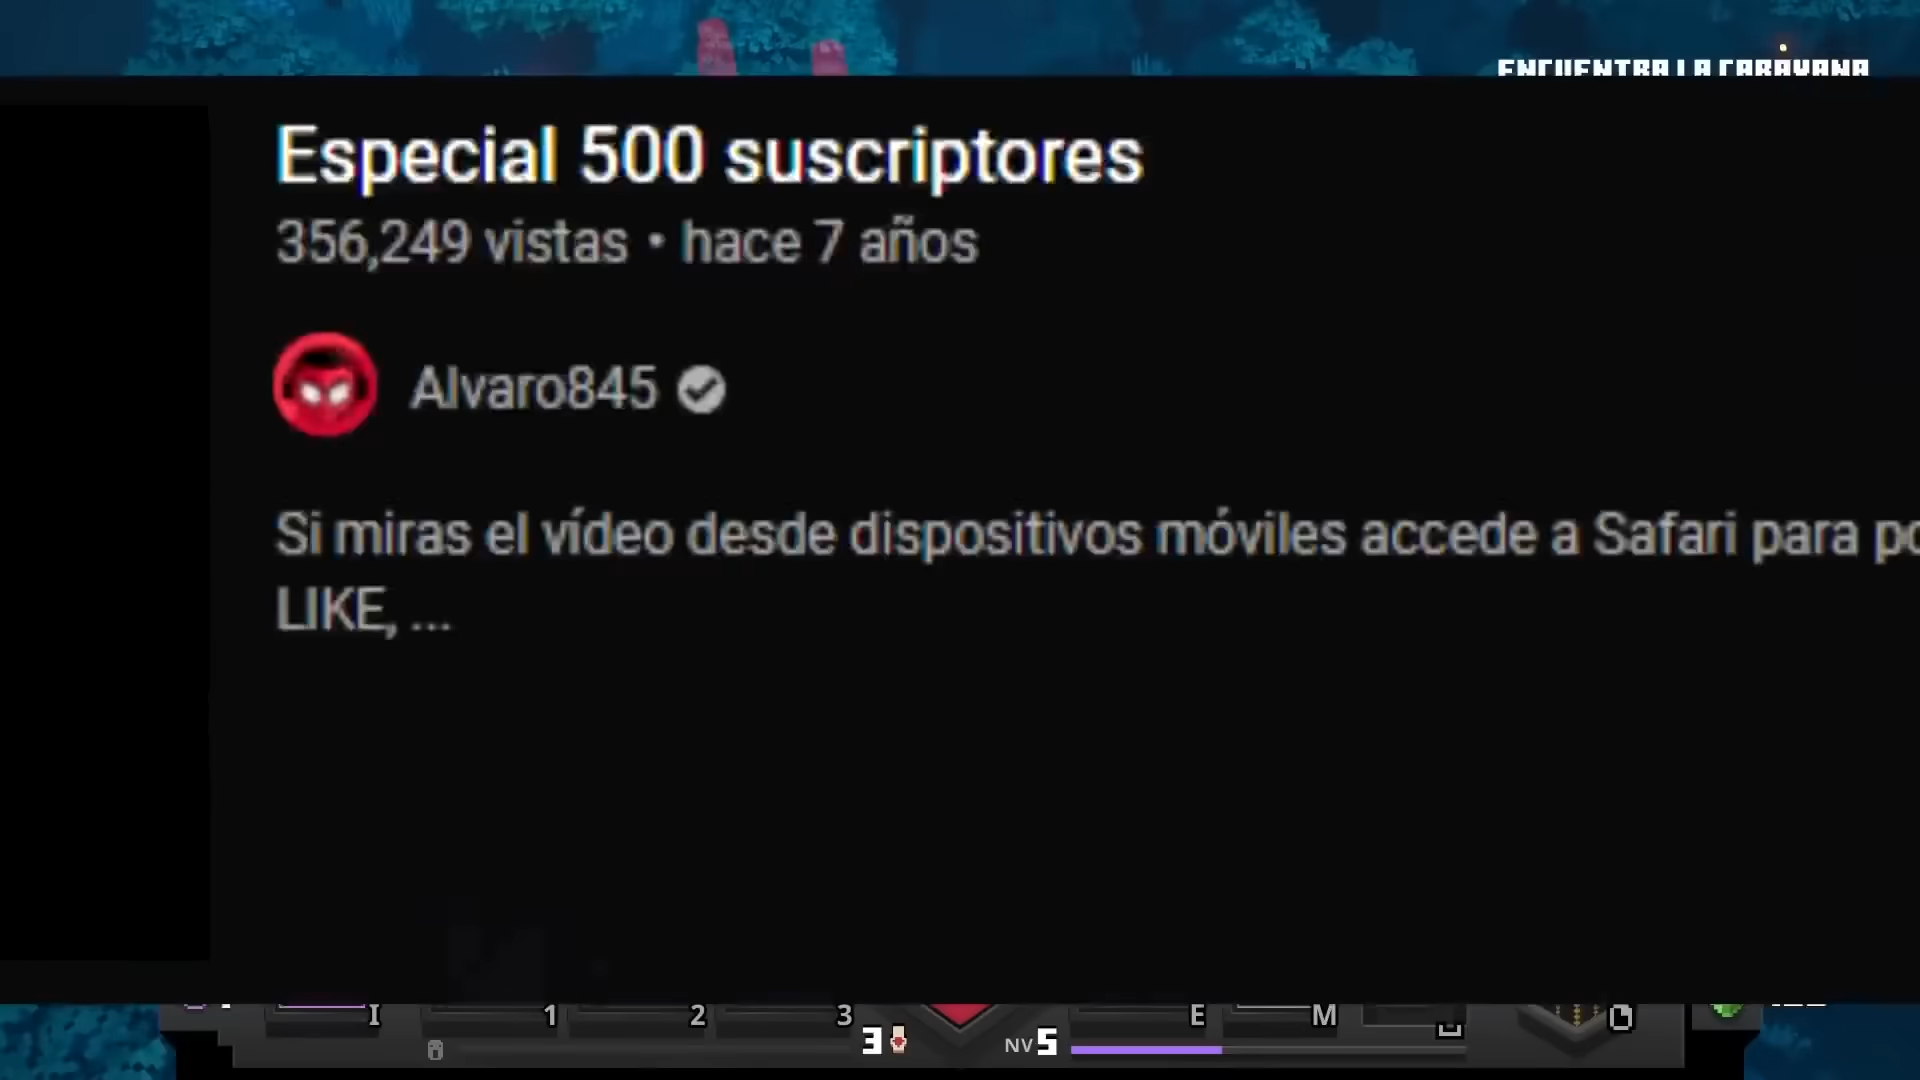 ENCUENTRA LA CARAVANA
Especial 500 suscriptores
356,249 vistas • hace 7 años
Alvaro845
Si miras el vídeo desde dispositivos móviles accede a Safari para
LIKE, ...
I 1 2 3 E M
3 NV 5